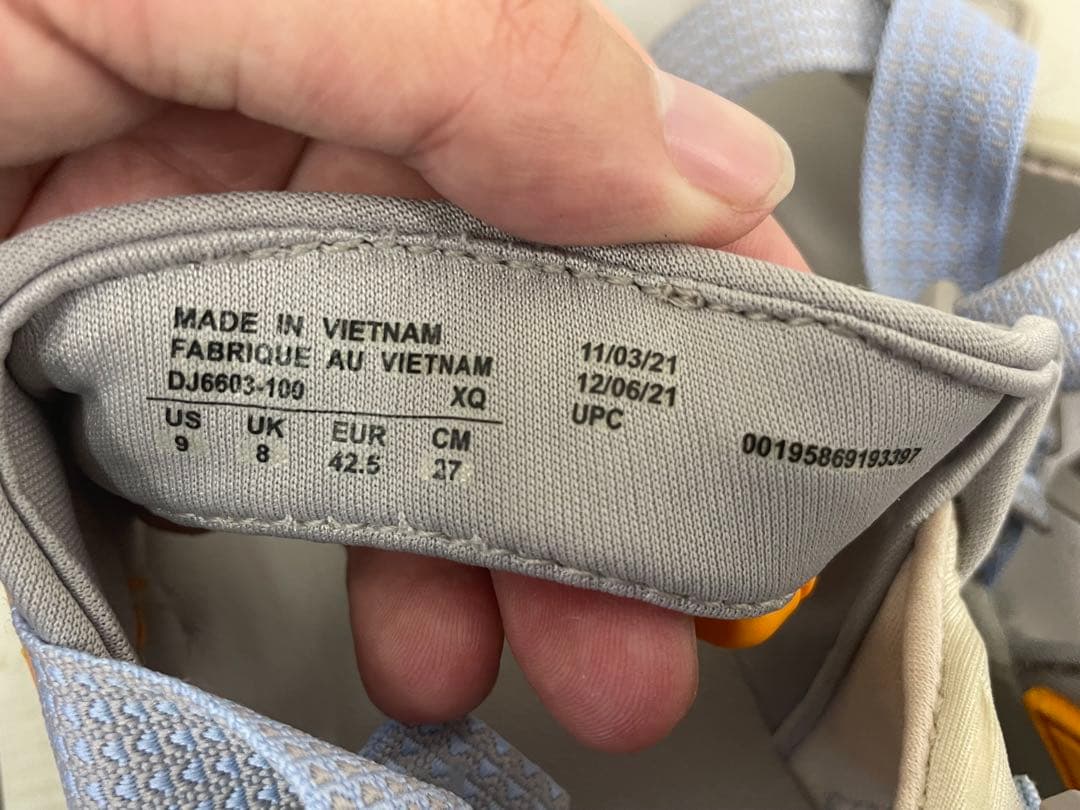 MADE IN VIETNAM
FABRIQUE AU VIETNAM
DJ6603-100 XQ
US UK EUR CM
9 8 42.5 27
11/03/21
12/06/21
UPC
00195869193397